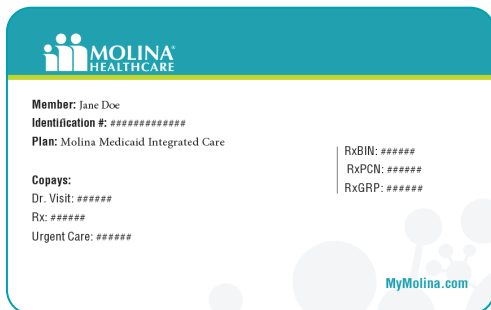 MOLINA®
HEALTHCARE
Member: Jane Doe
Identification #: #############
Plan: Molina Medicaid Integrated Care
Copays:
Dr. Visit: ######
Rx: ######
Urgent Care: ######
RxBIN: ######
RxPCN: ######
RxGRP: ######
MyMolina.com